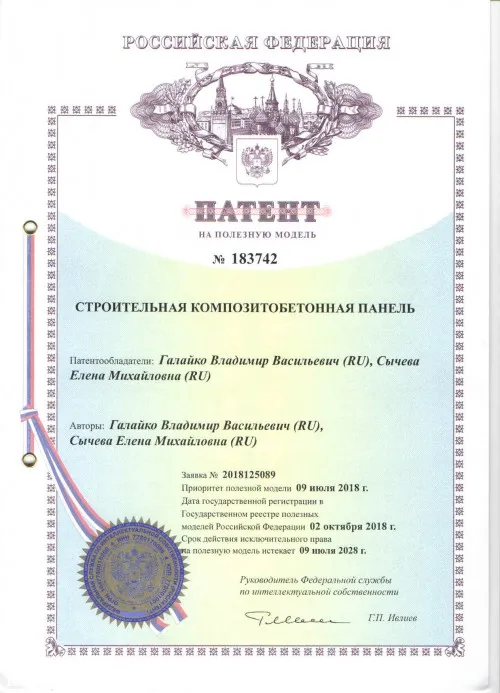 РОССИЙСКАЯ ФЕДЕРАЦИЯ
ПАТЕНТ
НА ПОЛЕЗНУЮ МОДЕЛЬ
№ 183742
СТРОИТЕЛЬНАЯ КОМПОЗИТОБЕТОННАЯ ПАНЕЛЬ
Патентообладатели: Галайко Владимир Васильевич (RU), Сычева
Елена Михайловна (RU)
Авторы: Галайко Владимир Васильевич (RU),
Сычева Елена Михайловна (RU)
Заявка № 2018125089
Приоритет полезной модели 09 июля 2018 г.
Дата государственной регистрации в
Государственном реестре полезных
моделей Российской Федерации 02 октября 2018 г.
Срок действия исключительного права
на полезную модель истекает 09 июля 2028 г.
Руководитель Федеральной службы
по интеллектуальной собственности
Г.П. Ивлиев